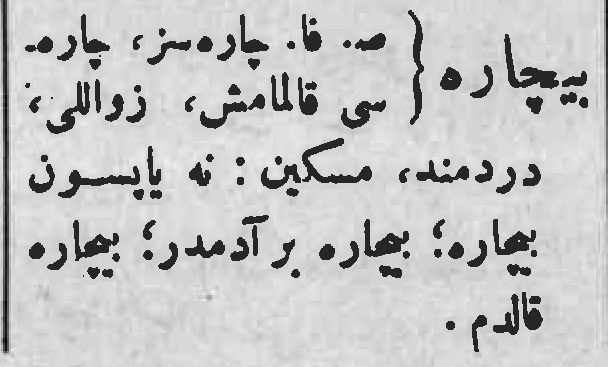 بیچاره { ص. فا. چاره‌سز، چاره‌-
سی قالمامش، زواللی،
دردمند، مسکین : نه یاپسون
بیچاره؛ بیچاره بر آدمدر؛ بیچاره
قالدم.